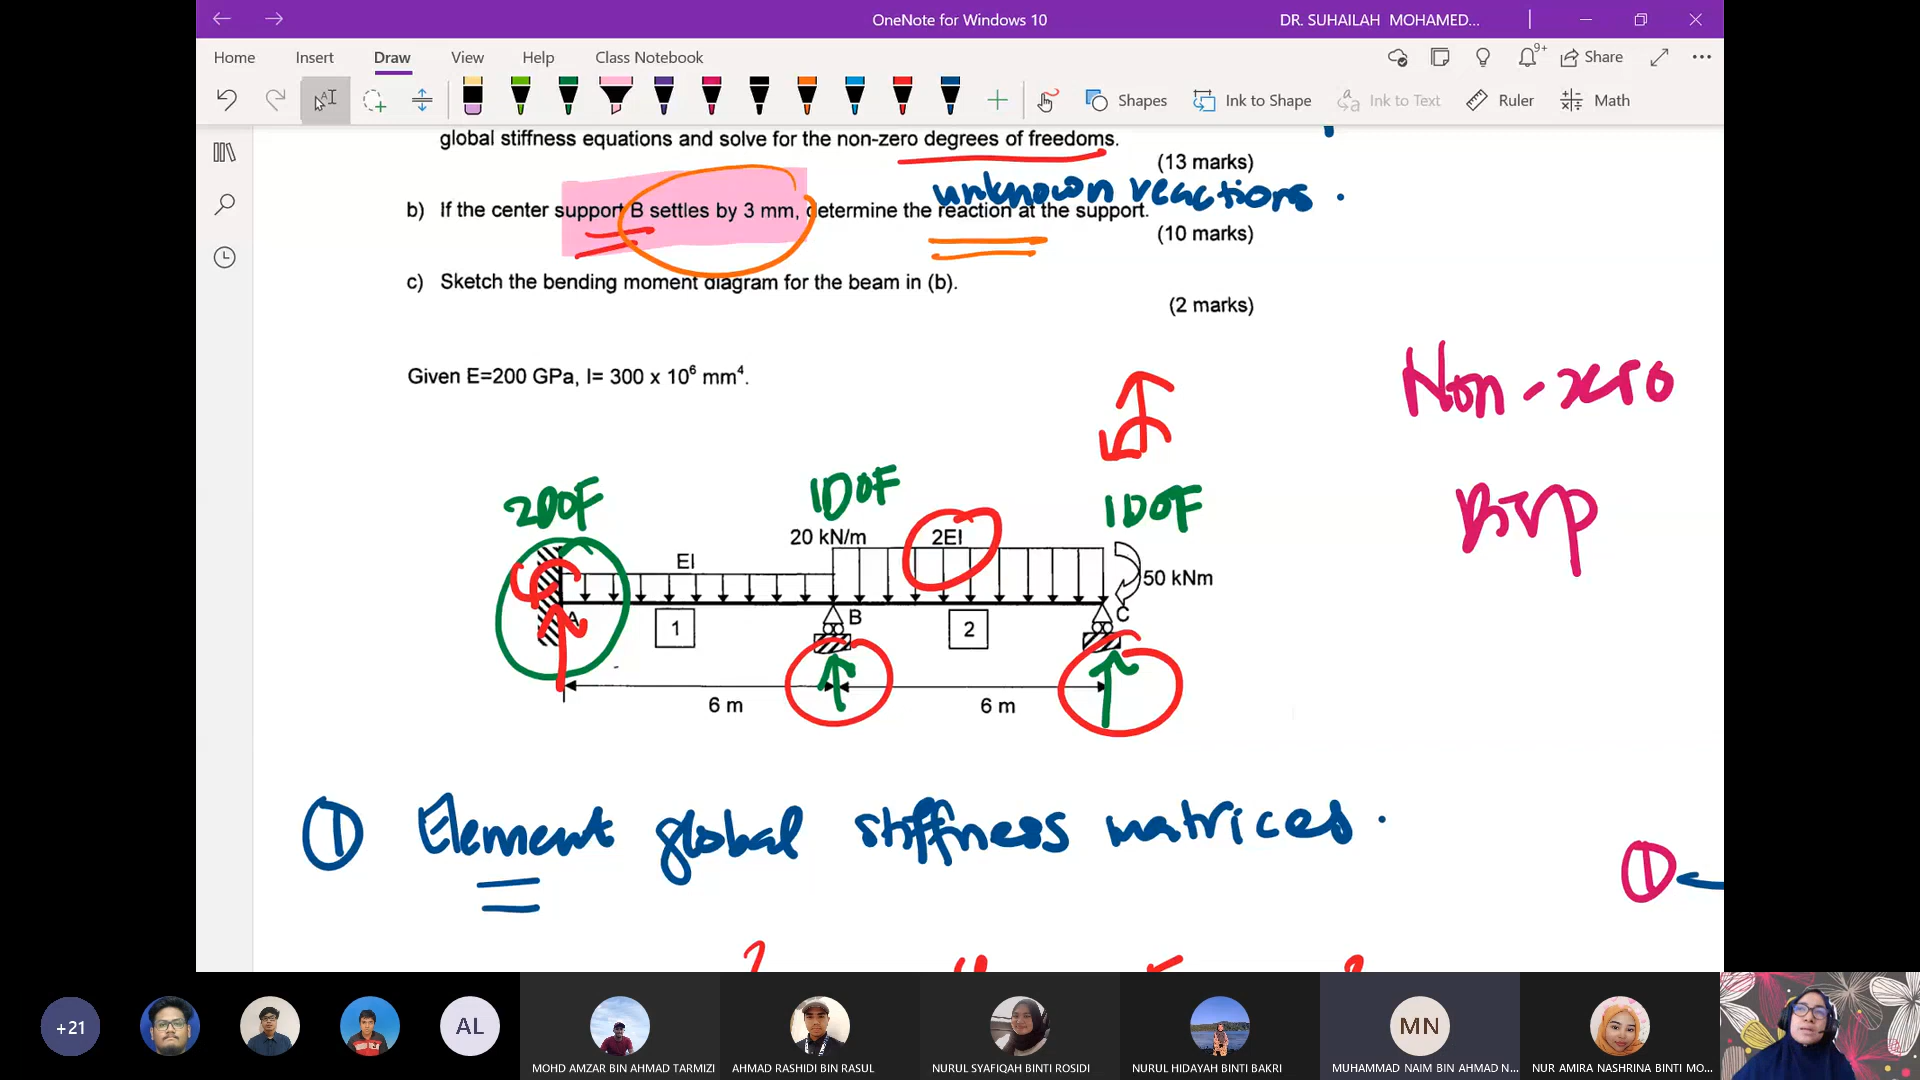 OneNote for Windows 10
DR. SUHAILAH MOHAMED...
Home Insert Draw View Help Class Notebook
9+
Share
Shapes
Ink to Shape
Ink to Text
Ruler
Math
global stiffness equations and solve for the non-zero degrees of freedoms.
(13 marks)
unknown reactions.
b) If the center support B settles by 3 mm, determine the reaction at the support.
(10 marks)
c) Sketch the bending moment diagram for the beam in (b).
(2 marks)
Given E=200 GPa, I= 300 x 10⁶ mm⁴.
Non-zero
2DOF
1DOF
1DOF
20 kN/m
2EI
EI
50 kNm
A
B
C
1
2
6 m
6 m
① Element global stiffness matrices.
①
+21
AL
MN
MOHD AMZAR BIN AHMAD TARMIZI
AHMAD RASHIDI BIN RASUL
NURUL SYAFIQAH BINTI ROSIDI
NURUL HIDAYAH BINTI BAKRI
MUHAMMAD NAIM BIN AHMAD N...
NUR AMIRA NASHRINA BINTI MO...